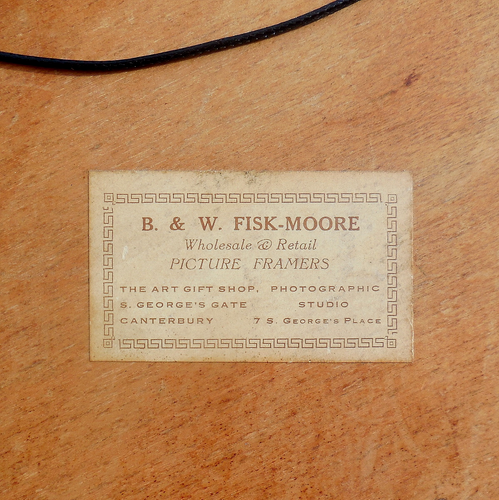 B. & W. FISK-MOORE
Wholesale & Retail
PICTURE FRAMERS
THE ART GIFT SHOP, PHOTOGRAPHIC
S. GEORGE'S GATE STUDIO
CANTERBURY 7 S. GEORGE'S PLACE